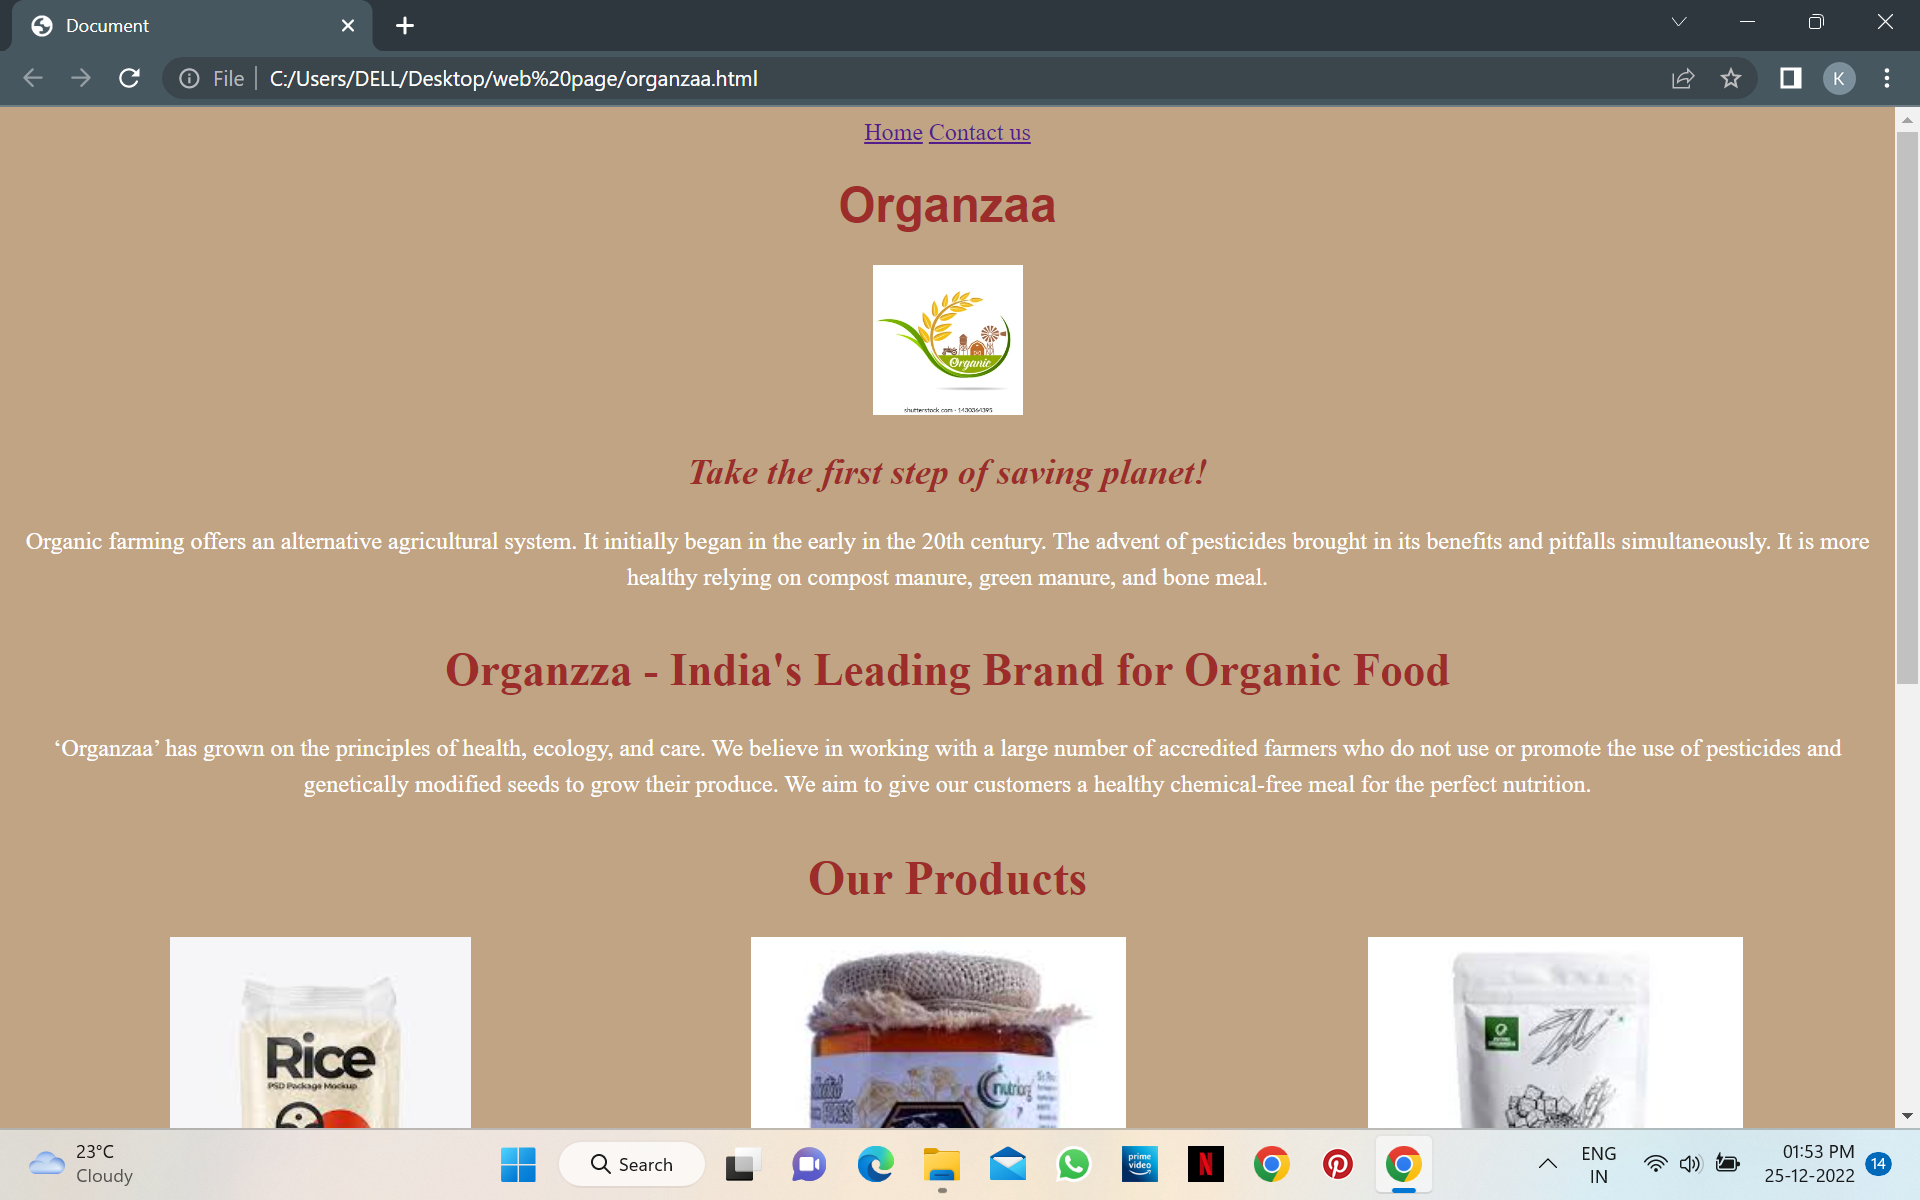 Document
File
C:/Users/DELL/Desktop/web%20page/organzaa.html
K
Home Contact us
Organzaa
Organic
shutterstock.com · 1430364395
Take the first step of saving planet!
Organic farming offers an alternative agricultural system. It initially began in the early in the 20th century. The advent of pesticides brought in its benefits and pitfalls simultaneously. It is more
healthy relying on compost manure, green manure, and bone meal.
Organzza - India's Leading Brand for Organic Food
‘Organzaa’ has grown on the principles of health, ecology, and care. We believe in working with a large number of accredited farmers who do not use or promote the use of pesticides and
genetically modified seeds to grow their produce. We aim to give our customers a healthy chemical-free meal for the perfect nutrition.
Our Products
Rice
PSD Package Mockup
nutriorg
23°C
Cloudy
Search
prime
video
N
ENG
IN
01:53 PM
25-12-2022
14